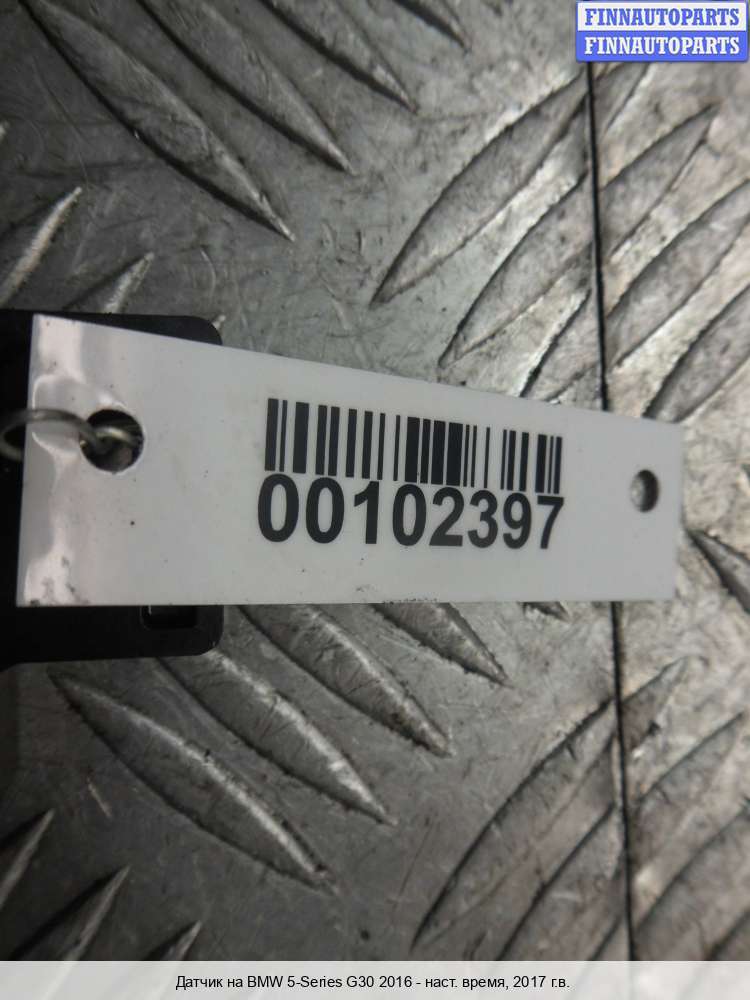 FINNAUTOPARTS
FINNAUTOPARTS
00102397
Датчик на BMW 5-Series G30 2016 - наст. время, 2017 г.в.